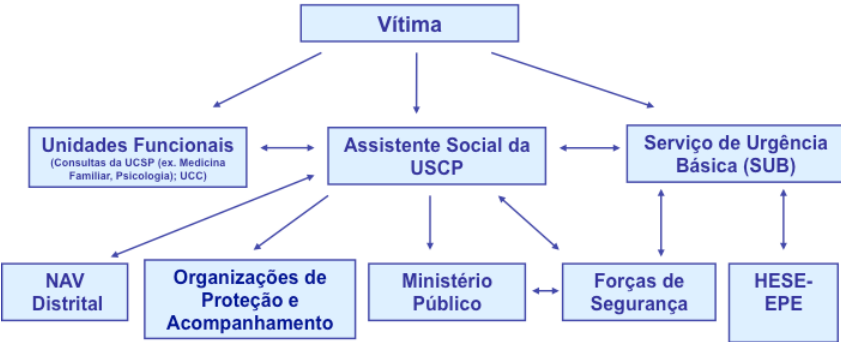 Vítima
Unidades Funcionais
(Consultas da UCSP (ex. Medicina
Familiar, Psicologia); UCC)
Assistente Social da
USCP
Serviço de Urgência
Básica (SUB)
NAV
Distrital
Organizações de
Proteção e
Acompanhamento
Ministério
Público
Forças de
Segurança
HESE-
EPE